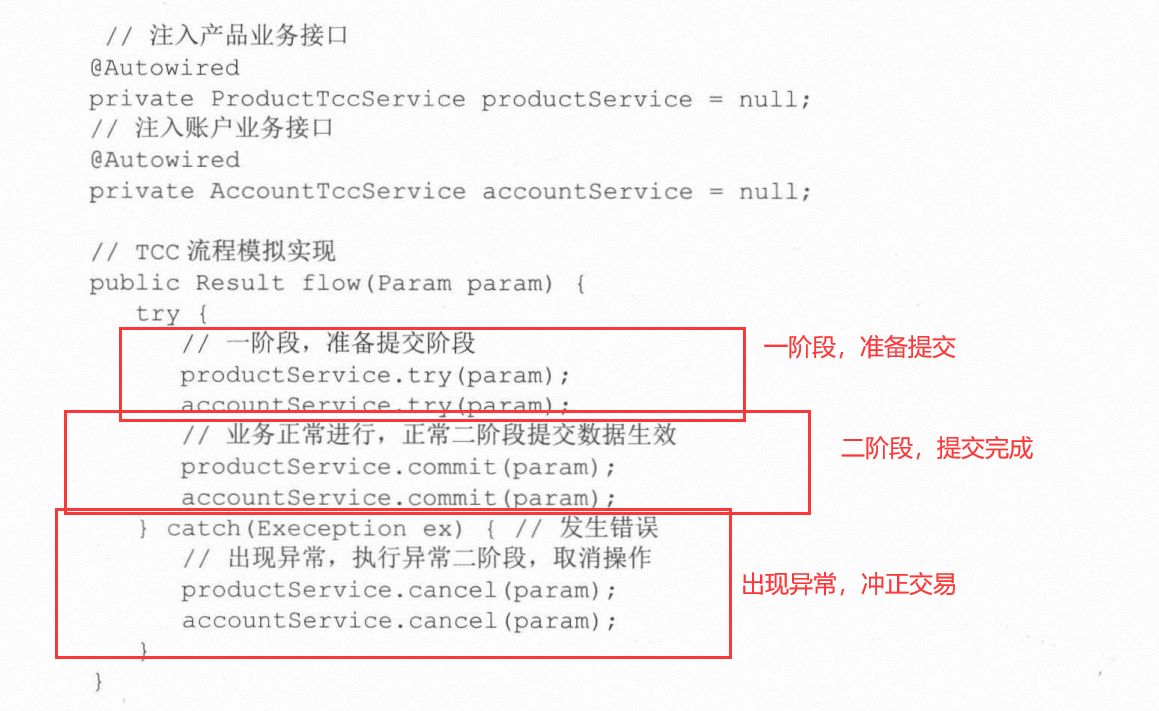 // 注入产品业务接口
@Autowired
private ProductTccService productService = null;
// 注入账户业务接口
@Autowired
private AccountTccService accountService = null;
// TCC 流程模拟实现
public Result flow(Param param) {
try {
// 一阶段，准备提交阶段
一阶段，准备提交
productService.try(param);
accountService.try(param);
// 业务正常进行，正常二阶段提交数据生效
二阶段，提交完成
productService.commit(param);
accountService.commit(param);
} catch(Exeception ex) { // 发生错误
// 出现异常，执行异常二阶段，取消操作
出现异常，冲正交易
productService.cancel(param);
accountService.cancel(param);
}
}